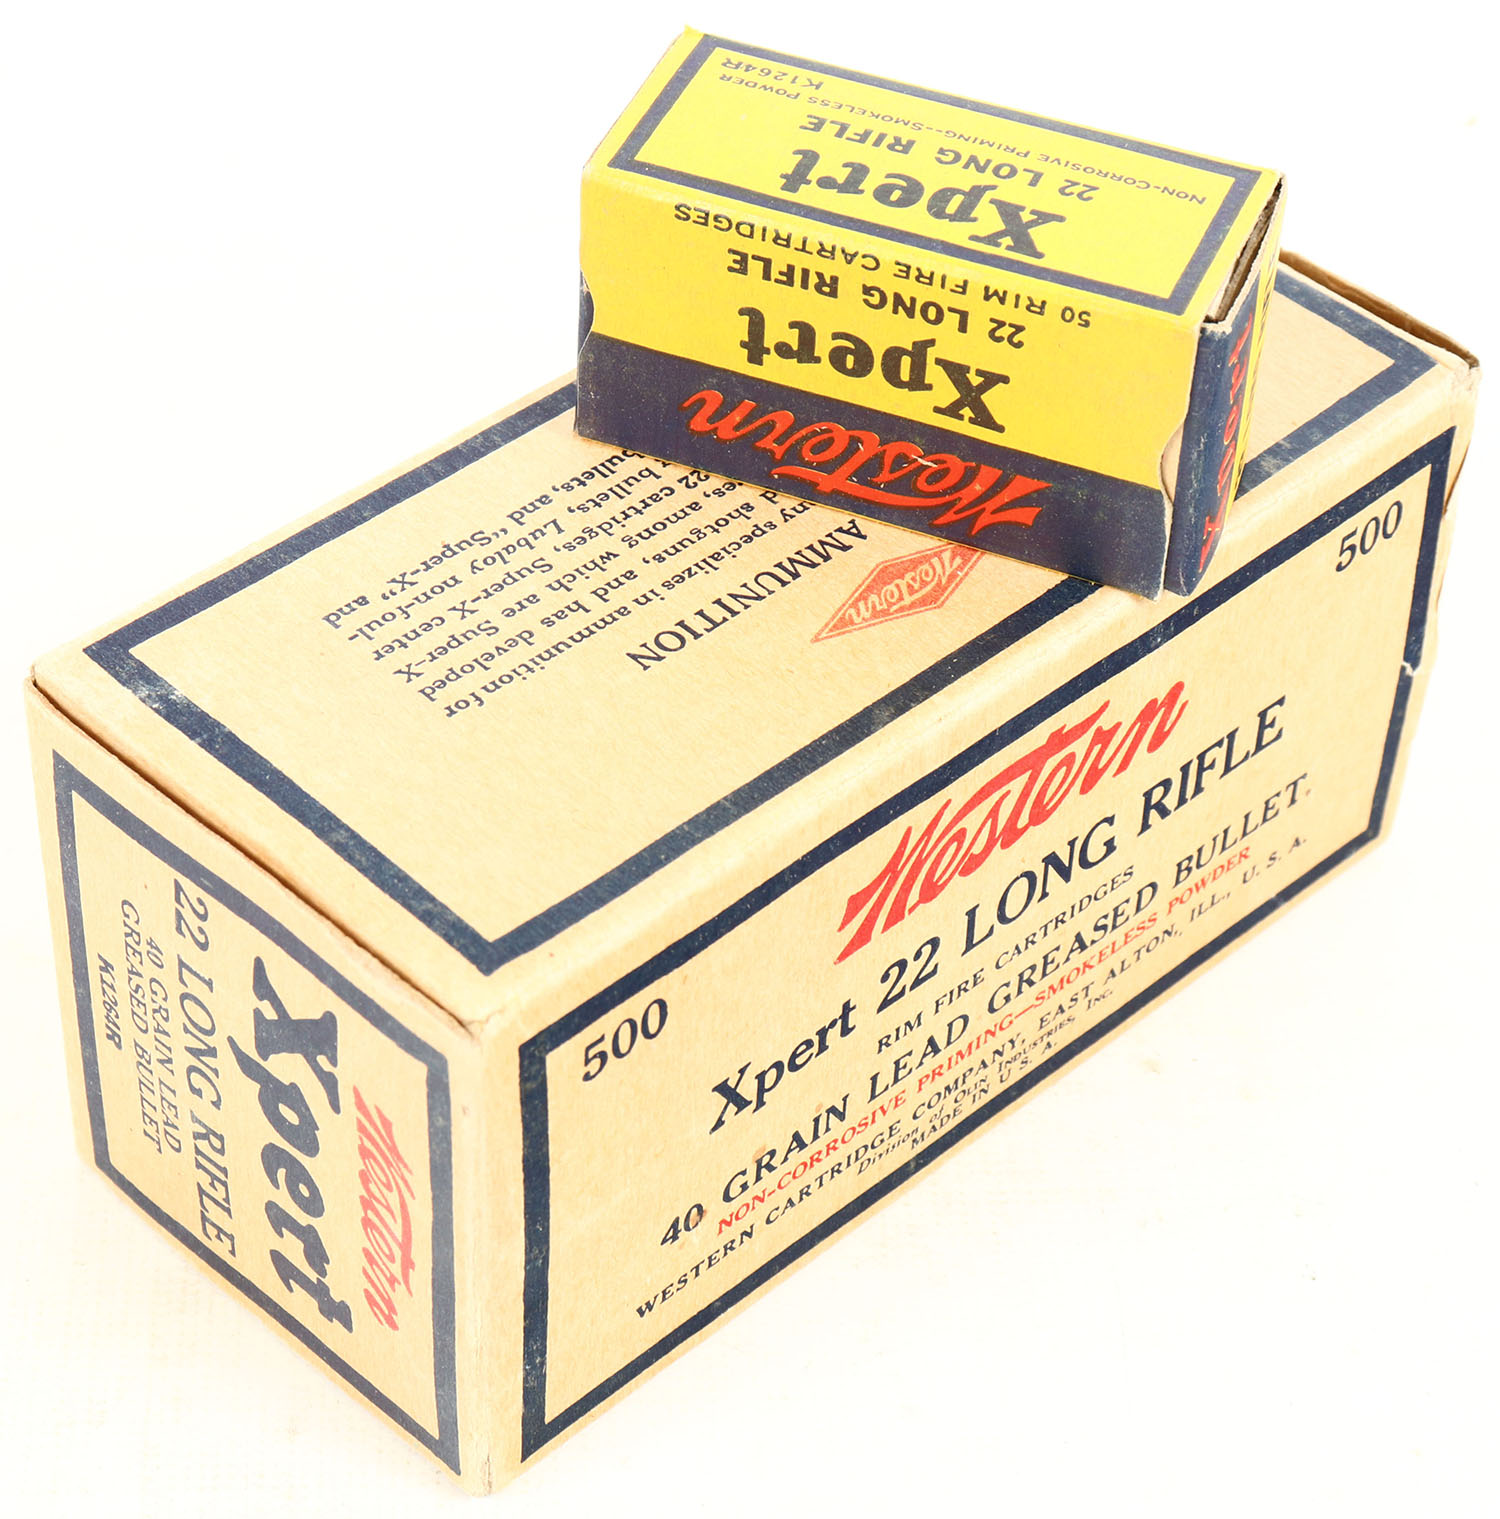 NON-CORROSIVE PRIMING--SMOKELESS POWDER
K1264R
22 LONG RIFLE
Xpert
50 RIM FIRE CARTRIDGES
22 LONG RIFLE
Xpert
Western
Western
AMMUNITION
specializes in ammunition for
shotguns, and has developed
among which are Super-X
22 cartridges, Super-X center
bullets, Lubaloy non-foul-
bullets, and "Super-X" and
500
500
Western
Xpert 22 LONG RIFLE
RIM FIRE CARTRIDGES
40 GRAIN LEAD GREASED BULLET.
NON-CORROSIVE PRIMING—SMOKELESS POWDER
WESTERN CARTRIDGE COMPANY, EAST ALTON, ILL., U. S. A.
Division of OLIN INDUSTRIES, INC.
MADE IN U. S. A.
Western
Xpert
22 LONG RIFLE
40 GRAIN LEAD
GREASED BULLET
K1264R